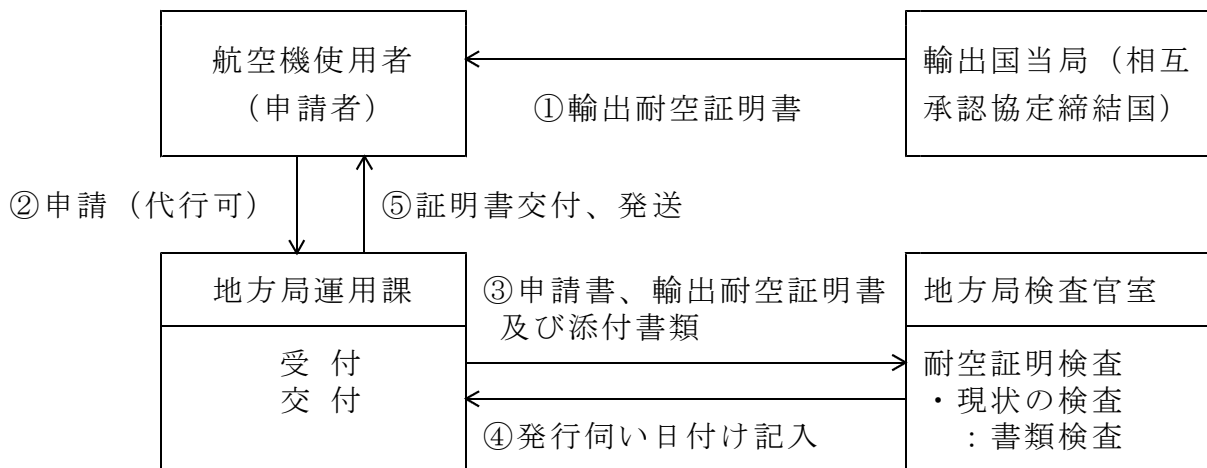 航空機使用者
（申請者）
輸出国当局（相互
承認協定締結国）
①輸出耐空証明書
②申請（代行可）
⑤証明書交付、発送
地方局運用課
受 付
交 付
③申請書、輸出耐空証明書
及び添付書類
④発行伺い日付け記入
地方局検査官室
耐空証明検査
・現状の検査
：書類検査